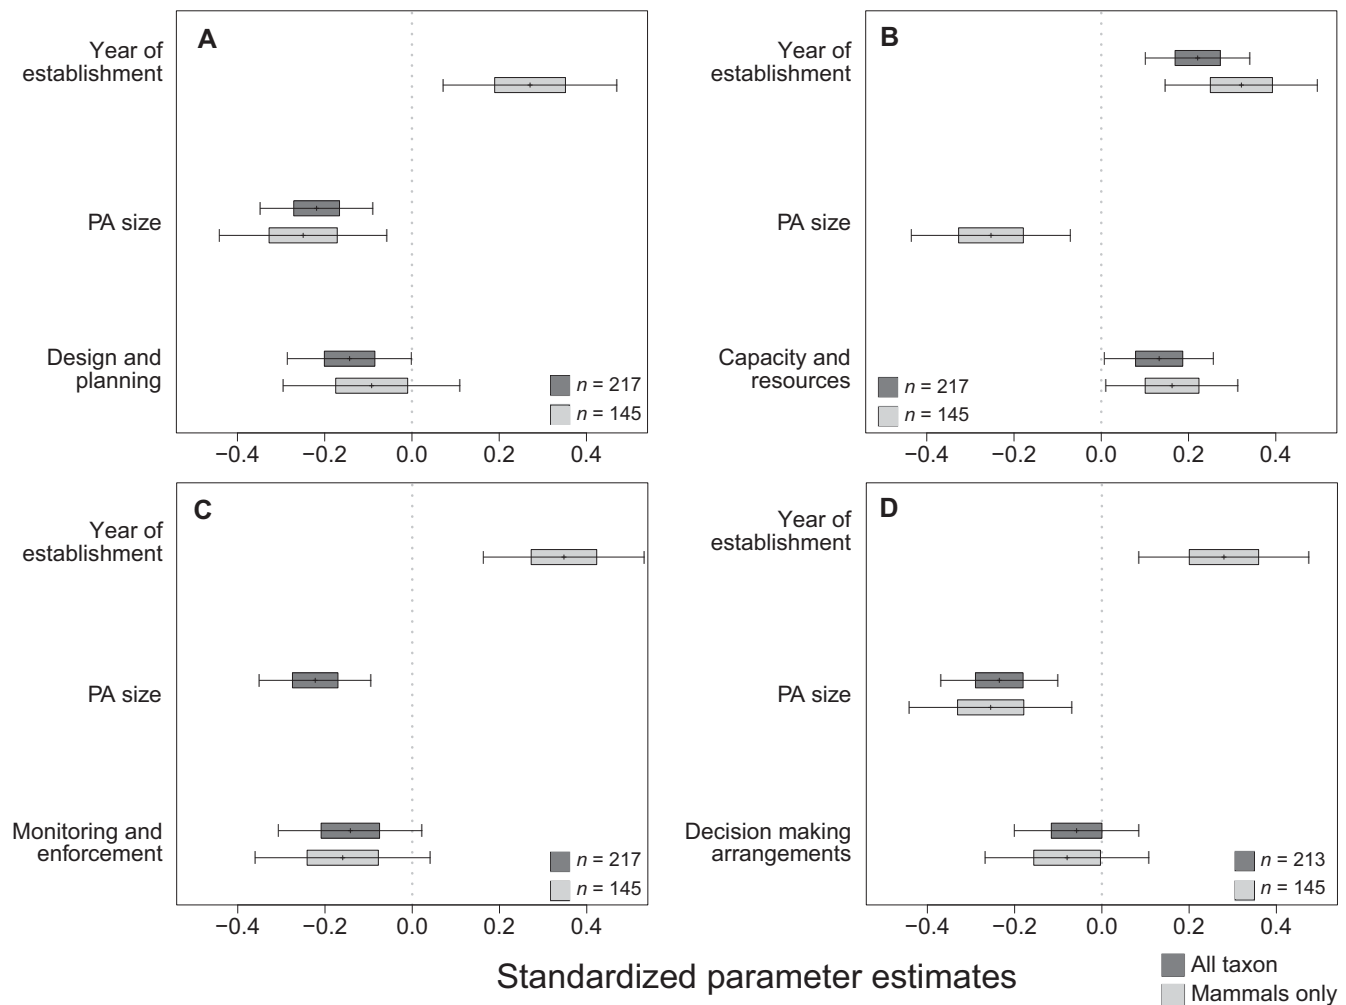 A
Year of
establishment
PA size
Design and
planning
n = 217
n = 145
−0.4 −0.2 0.0 0.2 0.4
B
Year of
establishment
PA size
Capacity and
resources
n = 217
n = 145
−0.4 −0.2 0.0 0.2 0.4
C
Year of
establishment
PA size
Monitoring and
enforcement
n = 217
n = 145
−0.4 −0.2 0.0 0.2 0.4
D
Year of
establishment
PA size
Decision making
arrangements
n = 213
n = 145
−0.4 −0.2 0.0 0.2 0.4
Standardized parameter estimates
All taxon
Mammals only